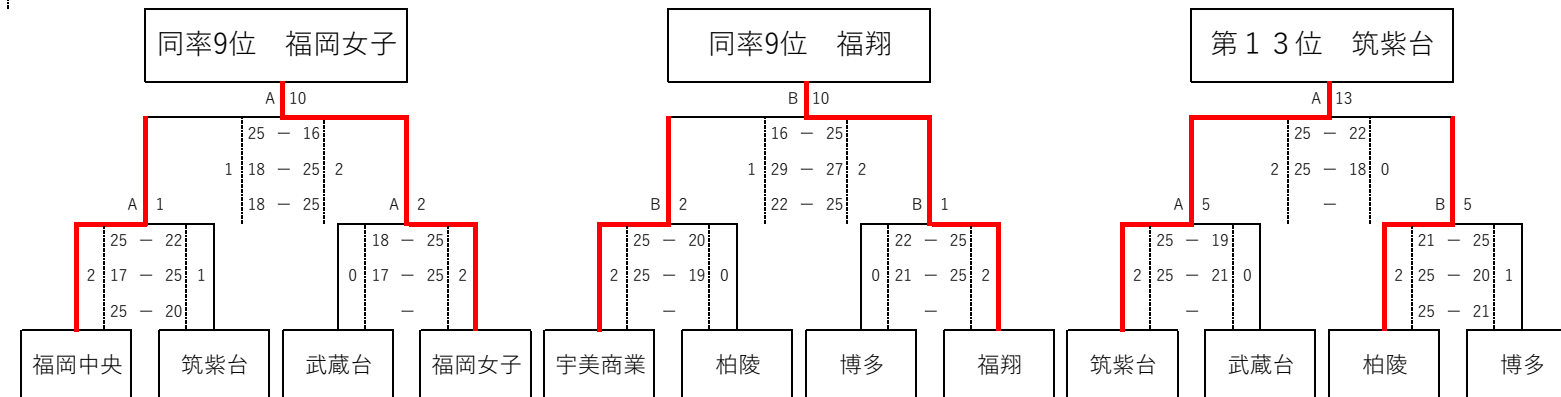 同率9位　福岡女子　同率9位　福翔　第１３位　筑紫台
A 10　B 10　A 13
25 － 16　16 － 25　25 － 22
1 18 － 25 2　1 29 － 27 2　2 25 － 18 0
18 － 25　22 － 25　－
A 1　A 2　B 2　B 1　A 5　B 5
25 － 22　18 － 25　25 － 20　22 － 25　25 － 19　21 － 25
2 17 － 25 1　0 17 － 25 2　2 25 － 19 0　0 21 － 25 2　2 25 － 21 0　2 25 － 20 1
25 － 20　－　－　－　－　25 － 21
福岡中央　筑紫台　武蔵台　福岡女子　宇美商業　柏陵　博多　福翔　筑紫台　武蔵台　柏陵　博多